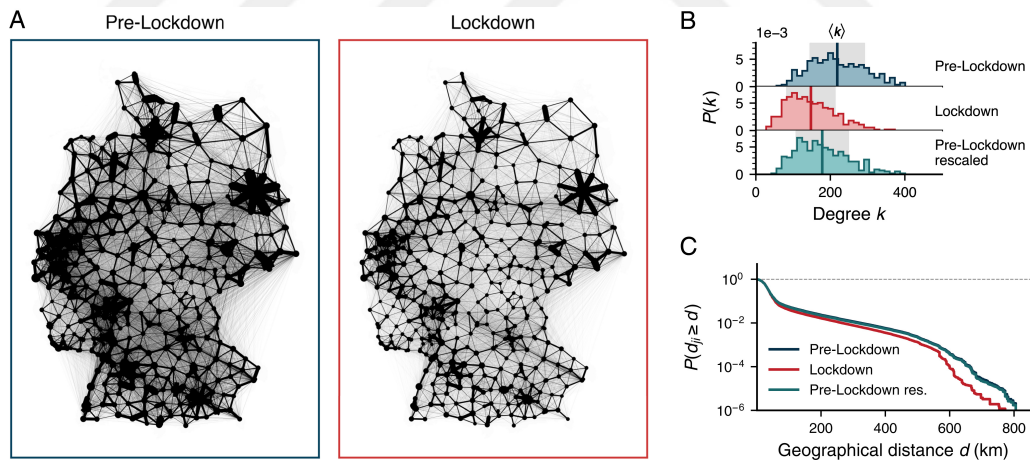 A
Pre-Lockdown
Lockdown
B
1e−3
⟨k⟩
5
0
Pre-Lockdown
5
0
Lockdown
5
0
Pre-Lockdown
rescaled
P(k)
0
200
400
Degree k
C
10⁰
10⁻²
10⁻⁴
10⁻⁶
P(dji ≥ d)
Pre-Lockdown
Lockdown
Pre-Lockdown res.
200
400
600
800
Geographical distance d (km)